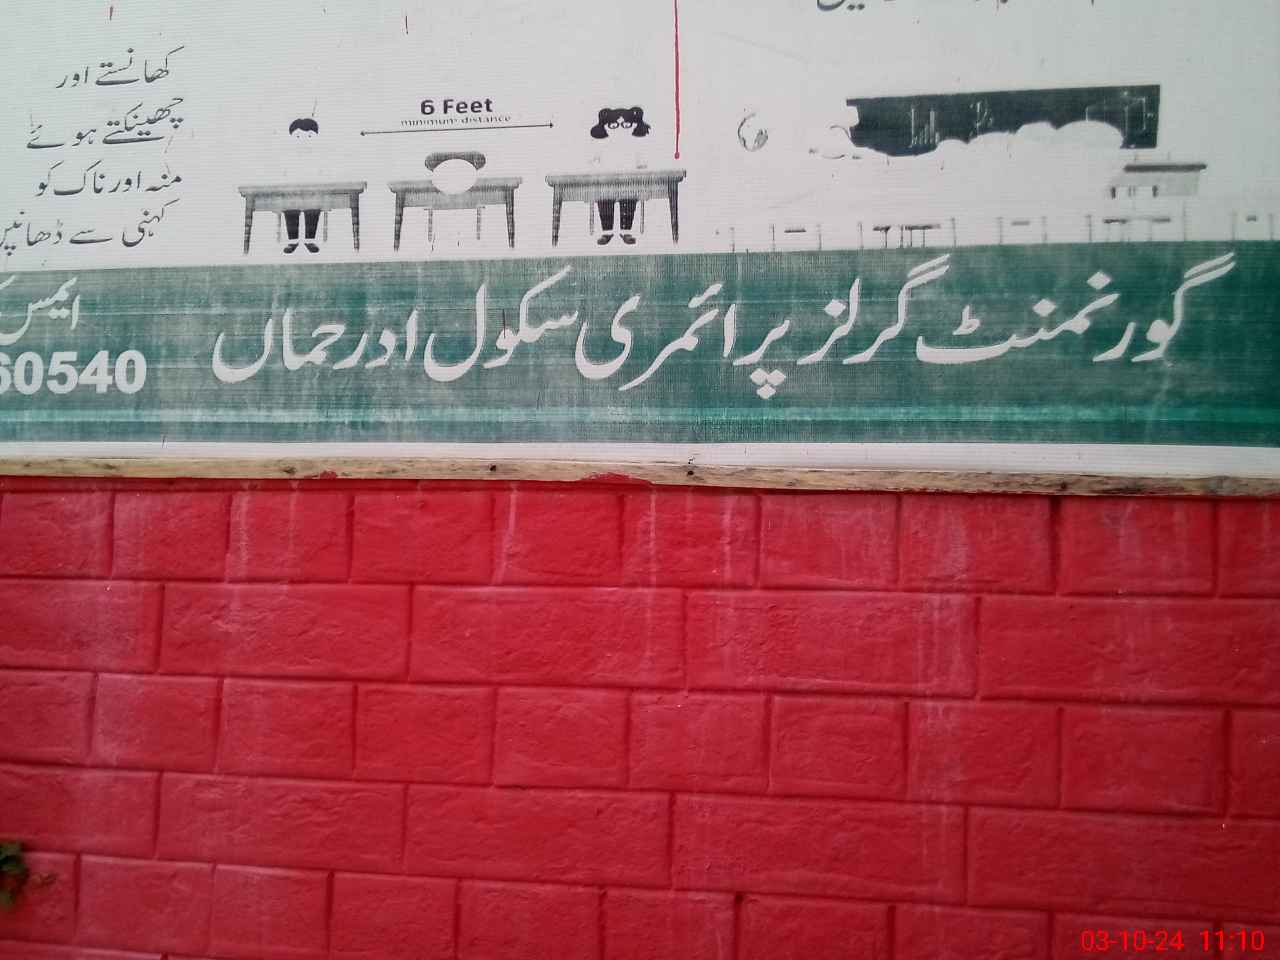 کھانستے اور
چھینکتے ہوئے
منہ اور ناک کو
کہنی سے ڈھانپیں
6 Feet
minimum distance
گورنمنٹ گرلز پرائمری سکول ادرحماں
60540
03-10-24 11:10